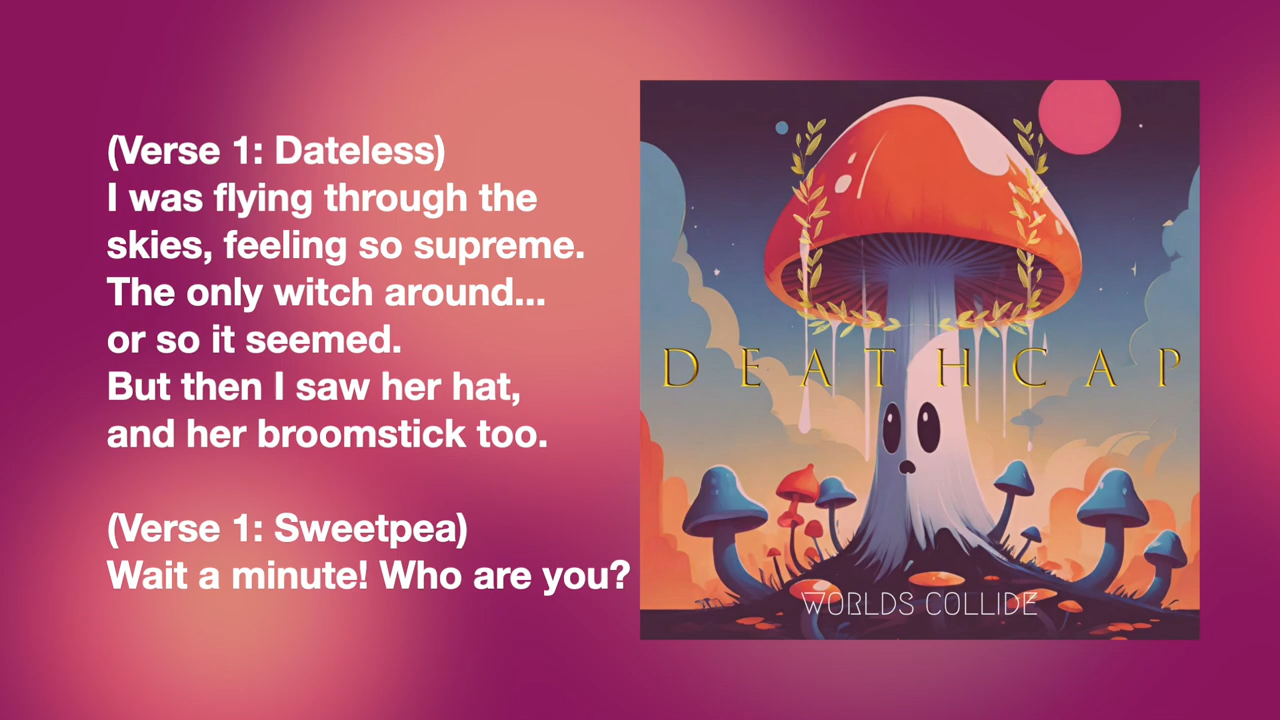 (Verse 1: Dateless)
I was flying through the
skies, feeling so supreme.
The only witch around...
or so it seemed.
But then I saw her hat,
and her broomstick too.
(Verse 1: Sweetpea)
Wait a minute! Who are you?
DEATHCAP
WORLDS COLLIDE